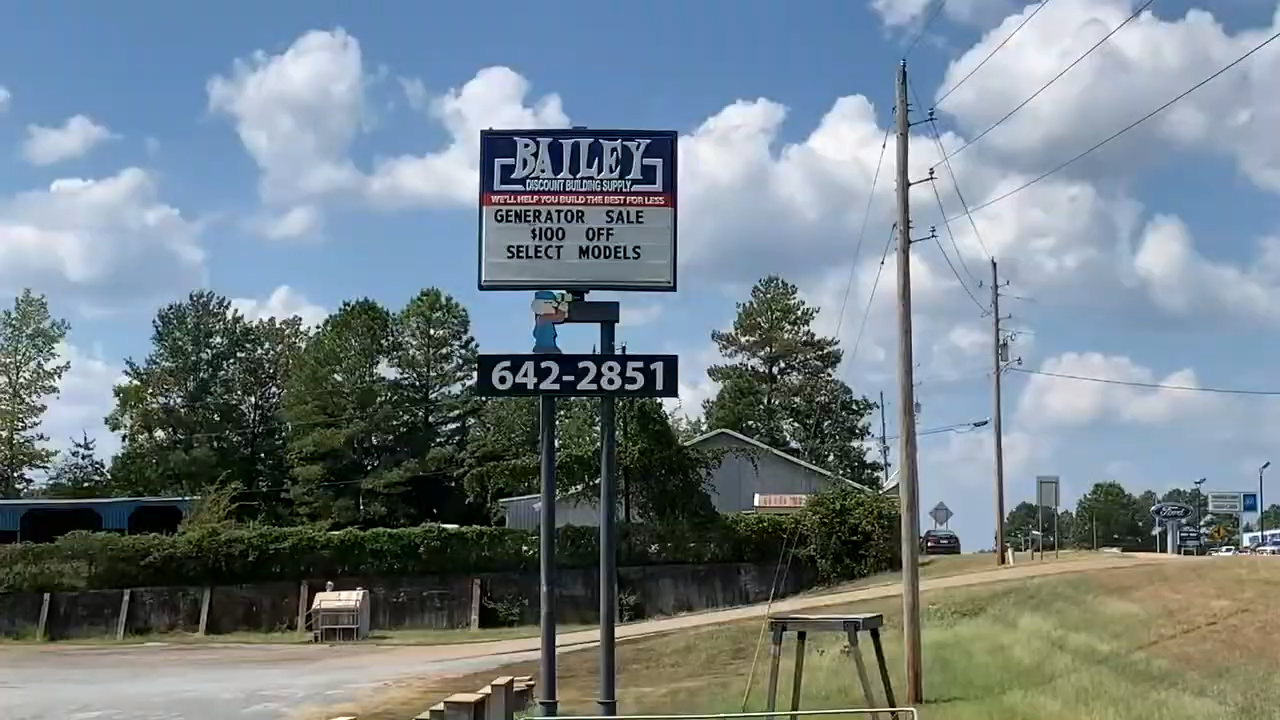 BAILEY
DISCOUNT BUILDING SUPPLY
WE'LL HELP YOU BUILD THE BEST FOR LESS
GENERATOR SALE
$100 OFF
SELECT MODELS
642-2851
Ford